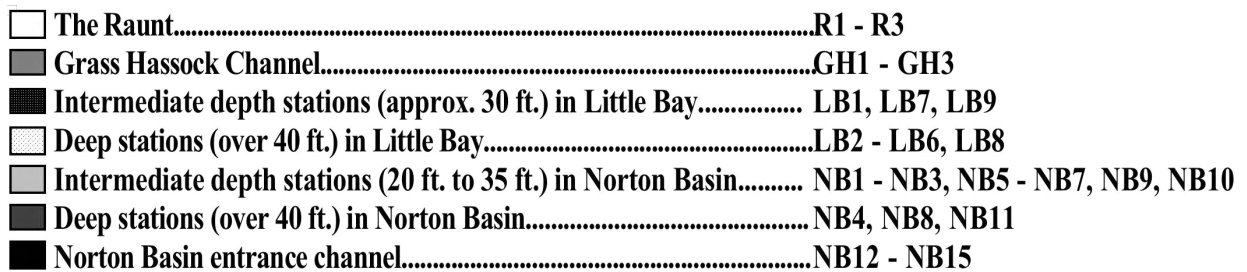 The Raunt....................................................................................................R1 - R3
Grass Hassock Channel.............................................................................GH1 - GH3
Intermediate depth stations (approx. 30 ft.) in Little Bay................ LB1, LB7, LB9
Deep stations (over 40 ft.) in Little Bay...................................................LB2 - LB6, LB8
Intermediate depth stations (20 ft. to 35 ft.) in Norton Basin.......... NB1 - NB3, NB5 - NB7, NB9, NB10
Deep stations (over 40 ft.) in Norton Basin............................................ NB4, NB8, NB11
Norton Basin entrance channel................................................................NB12 - NB15